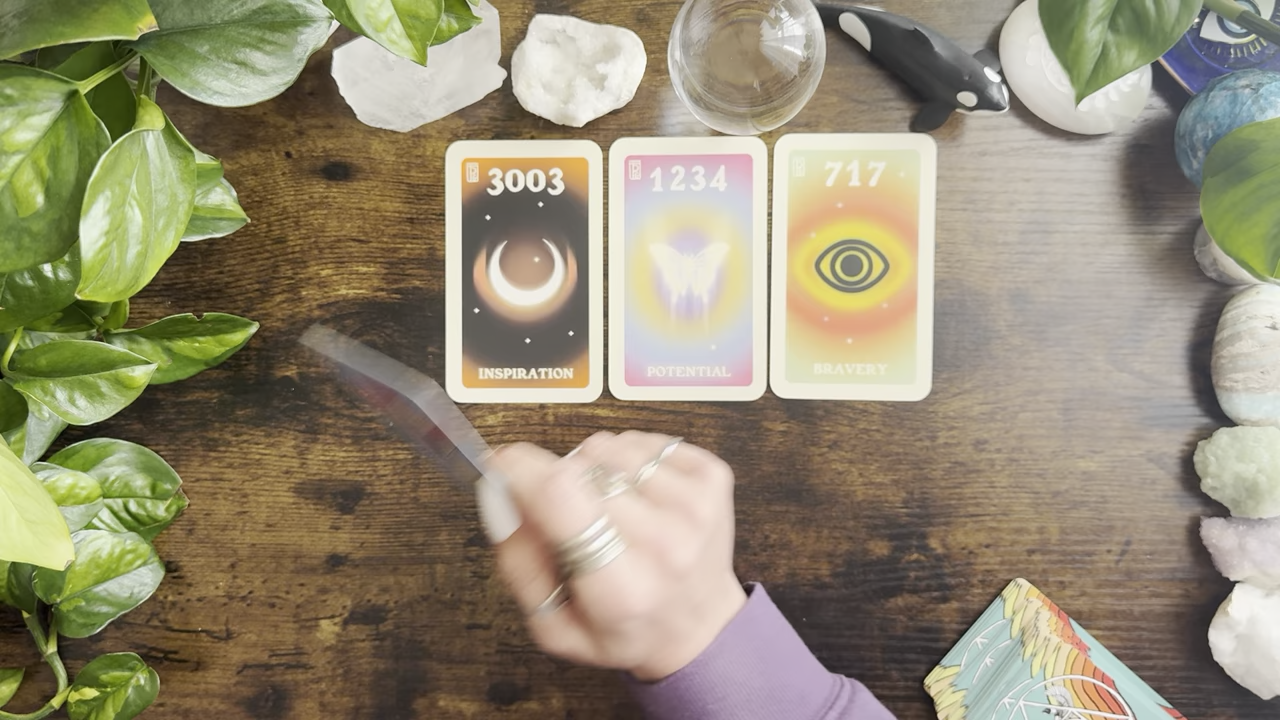 3003
INSPIRATION
1234
POTENTIAL
717
BRAVERY